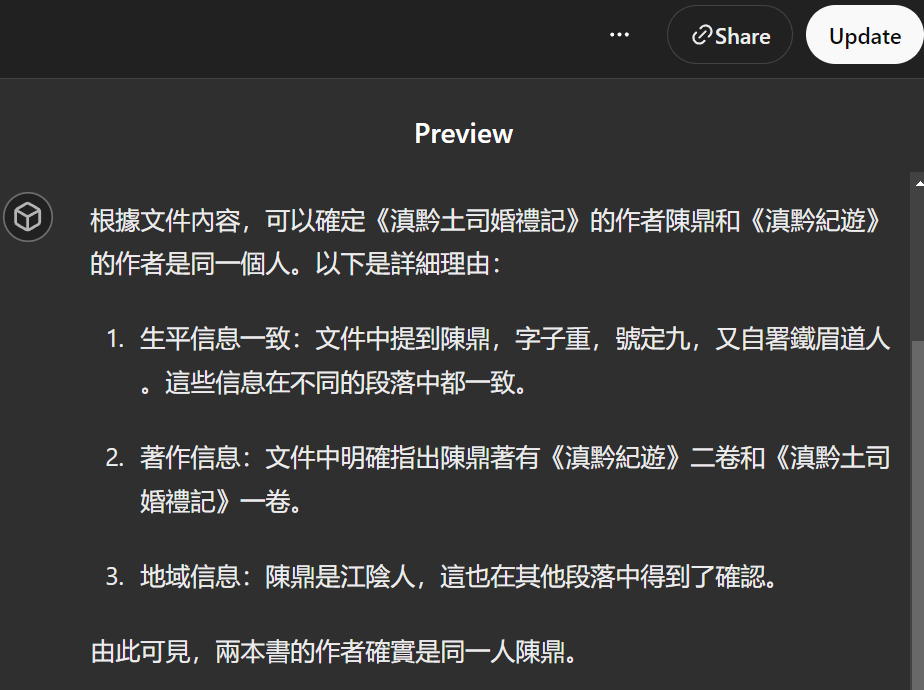 Share
Update
Preview
根據文件內容，可以確定《滇黔土司婚禮記》的作者陳鼎和《滇黔紀遊》
的作者是同一個人。以下是詳細理由：
1. 生平信息一致：文件中提到陳鼎，字子重，號定九，又自署鐵眉道人
。這些信息在不同的段落中都一致。
2. 著作信息：文件中明確指出陳鼎著有《滇黔紀遊》二卷和《滇黔土司
婚禮記》一卷。
3. 地域信息：陳鼎是江陰人，這也在其他段落中得到了確認。
由此可見，兩本書的作者確實是同一人陳鼎。